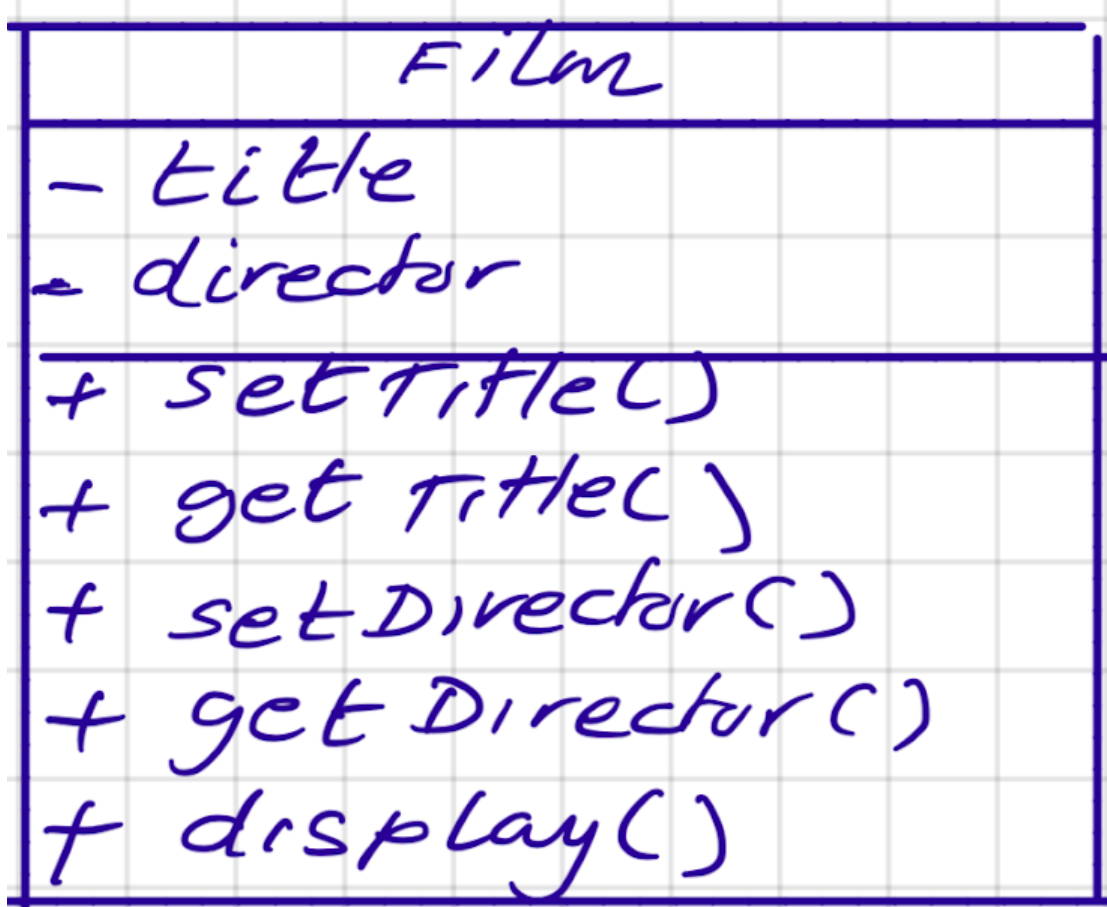 Film
- title
- director
+ setTitle()
+ getTitle()
+ setDirector()
+ getDirector()
+ display()